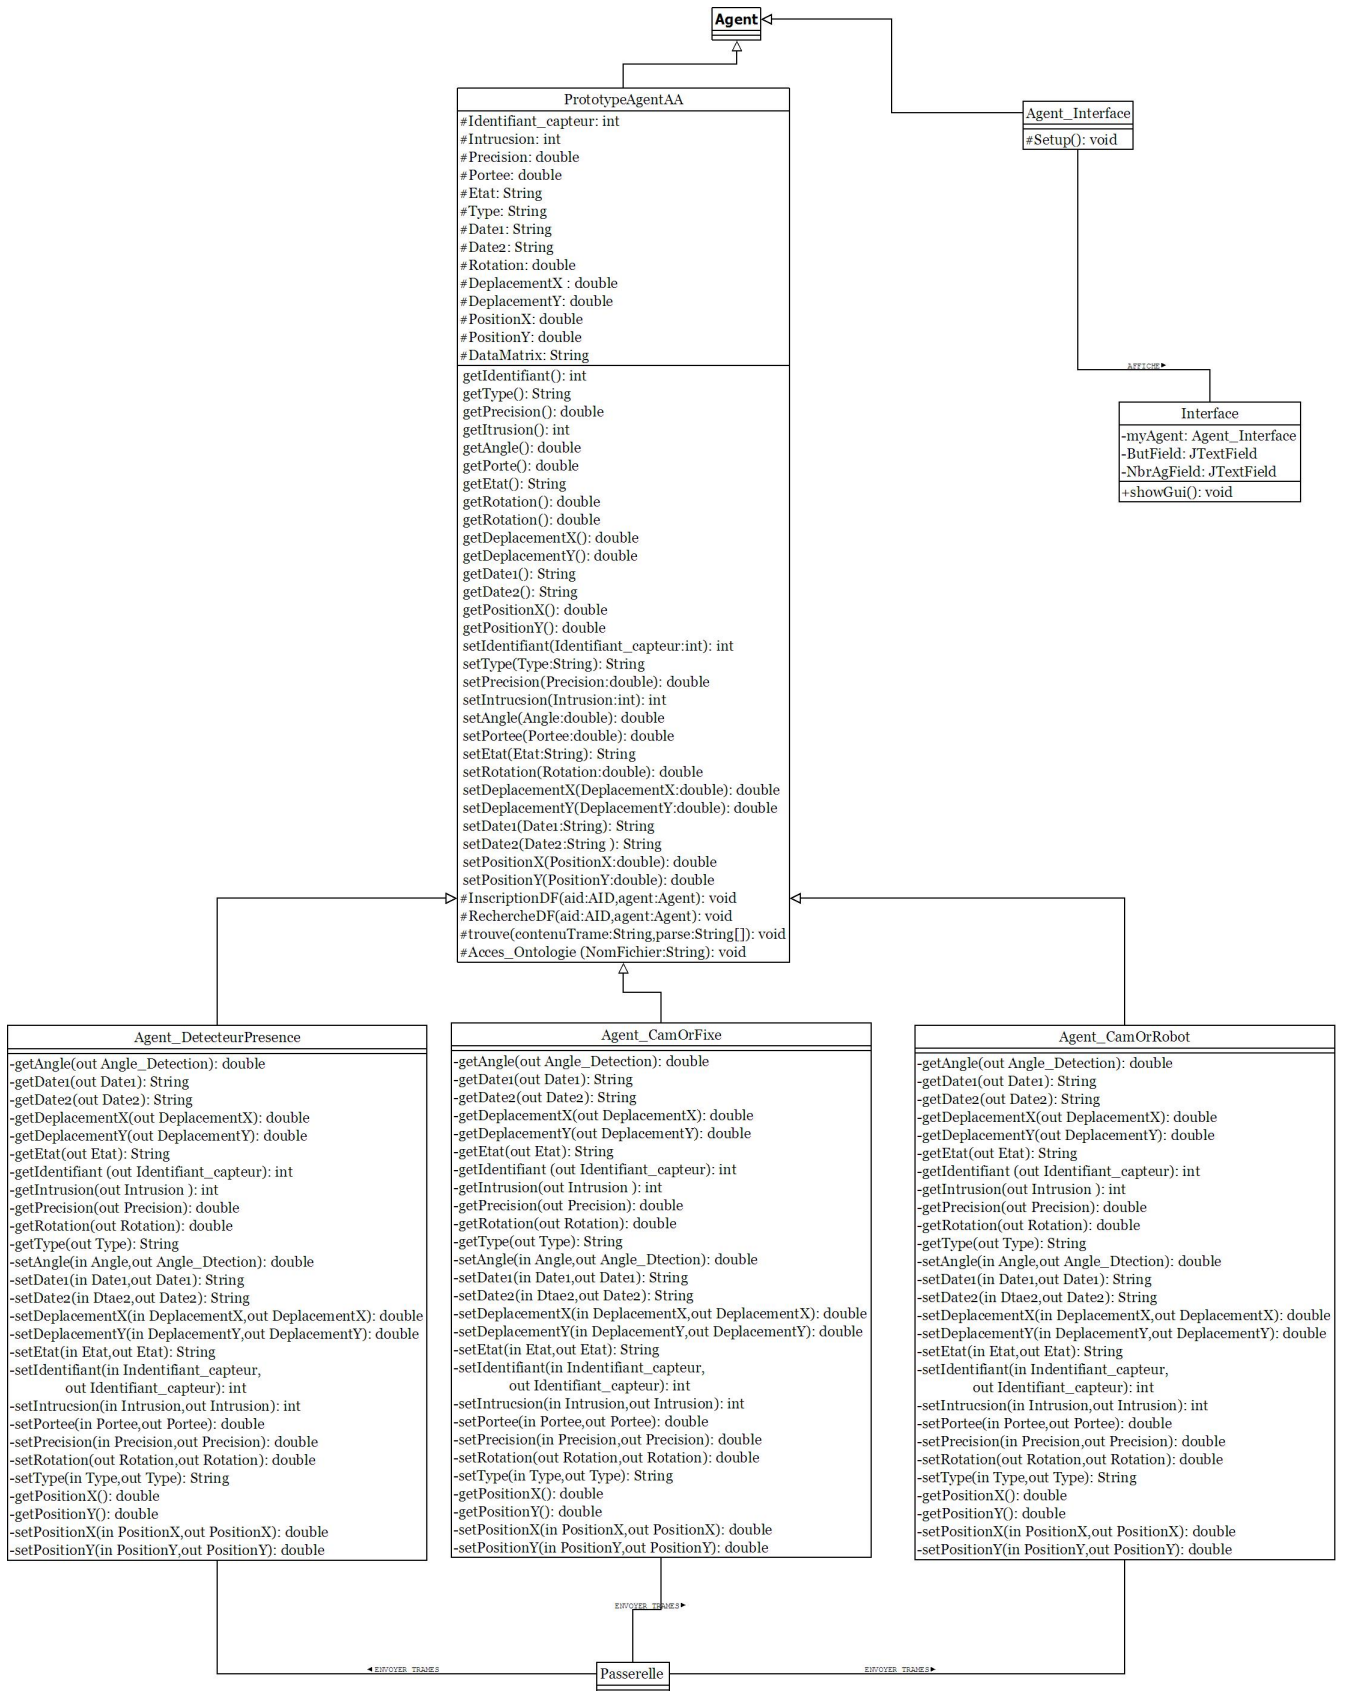 Agent
PrototypeAgentAA
#Identifiant_capteur: int
#Intrucsion: int
#Precision: double
#Portee: double
#Etat: String
#Type: String
#Date1: String
#Date2: String
#Rotation: double
#DeplacementX : double
#DeplacementY: double
#PositionX: double
#PositionY: double
#DataMatrix: String
getIdentifiant(): int
getType(): String
getPrecision(): double
getItrusion(): int
getAngle(): double
getPorte(): double
getEtat(): String
getRotation(): double
getRotation(): double
getDeplacementX(): double
getDeplacementY(): double
getDate1(): String
getDate2(): String
getPositionX(): double
getPositionY(): double
setIdentifiant(Identifiant_capteur:int): int
setType(Type:String): String
setPrecision(Precision:double): double
setIntrucsion(Intrusion:int): int
setAngle(Angle:double): double
setPortee(Portee:double): double
setEtat(Etat:String): String
setRotation(Rotation:double): double
setDeplacementX(DeplacementX:double): double
setDeplacementY(DeplacementY:double): double
setDate1(Date1:String): String
setDate2(Date2:String ): String
setPositionX(PositionX:double): double
setPositionY(PositionY:double): double
#InscriptionDF(aid:AID,agent:Agent): void
#RechercheDF(aid:AID,agent:Agent): void
#trouve(contenuTrame:String,parse:String[]): void
#Acces_Ontologie (NomFichier:String): void
Agent_Interface
#Setup(): void
AFFICHE
Interface
-myAgent: Agent_Interface
-ButField: JTextField
-NbrAgField: JTextField
+showGui(): void
Agent_DetecteurPresence
-getAngle(out Angle_Detection): double
-getDate1(out Date1): String
-getDate2(out Date2): String
-getDeplacementX(out DeplacementX): double
-getDeplacementY(out DeplacementY): double
-getEtat(out Etat): String
-getIdentifiant (out Identifiant_capteur): int
-getIntrusion(out Intrusion ): int
-getPrecision(out Precision): double
-getRotation(out Rotation): double
-getType(out Type): String
-setAngle(in Angle,out Angle_Dtection): double
-setDate1(in Date1,out Date1): String
-setDate2(in Dtae2,out Date2): String
-setDeplacementX(in DeplacementX,out DeplacementX): double
-setDeplacementY(in DeplacementY,out DeplacementY): double
-setEtat(in Etat,out Etat): String
-setIdentifiant(in Indentifiant_capteur,
out Identifiant_capteur): int
-setIntrucsion(in Intrusion,out Intrusion): int
-setPortee(in Portee,out Portee): double
-setPrecision(in Precision,out Precision): double
-setRotation(out Rotation,out Rotation): double
-setType(in Type,out Type): String
-getPositionX(): double
-getPositionY(): double
-setPositionX(in PositionX,out PositionX): double
-setPositionY(in PositionY,out PositionY): double
Agent_CamOrFixe
-getAngle(out Angle_Detection): double
-getDate1(out Date1): String
-getDate2(out Date2): String
-getDeplacementX(out DeplacementX): double
-getDeplacementY(out DeplacementY): double
-getEtat(out Etat): String
-getIdentifiant (out Identifiant_capteur): int
-getIntrusion(out Intrusion ): int
-getPrecision(out Precision): double
-getRotation(out Rotation): double
-getType(out Type): String
-setAngle(in Angle,out Angle_Dtection): double
-setDate1(in Date1,out Date1): String
-setDate2(in Dtae2,out Date2): String
-setDeplacementX(in DeplacementX,out DeplacementX): double
-setDeplacementY(in DeplacementY,out DeplacementY): double
-setEtat(in Etat,out Etat): String
-setIdentifiant(in Indentifiant_capteur,
out Identifiant_capteur): int
-setIntrucsion(in Intrusion,out Intrusion): int
-setPortee(in Portee,out Portee): double
-setPrecision(in Precision,out Precision): double
-setRotation(out Rotation,out Rotation): double
-setType(in Type,out Type): String
-getPositionX(): double
-getPositionY(): double
-setPositionX(in PositionX,out PositionX): double
-setPositionY(in PositionY,out PositionY): double
Agent_CamOrRobot
-getAngle(out Angle_Detection): double
-getDate1(out Date1): String
-getDate2(out Date2): String
-getDeplacementX(out DeplacementX): double
-getDeplacementY(out DeplacementY): double
-getEtat(out Etat): String
-getIdentifiant (out Identifiant_capteur): int
-getIntrusion(out Intrusion ): int
-getPrecision(out Precision): double
-getRotation(out Rotation): double
-getType(out Type): String
-setAngle(in Angle,out Angle_Dtection): double
-setDate1(in Date1,out Date1): String
-setDate2(in Dtae2,out Date2): String
-setDeplacementX(in DeplacementX,out DeplacementX): double
-setDeplacementY(in DeplacementY,out DeplacementY): double
-setEtat(in Etat,out Etat): String
-setIdentifiant(in Indentifiant_capteur,
out Identifiant_capteur): int
-setIntrucsion(in Intrusion,out Intrusion): int
-setPortee(in Portee,out Portee): double
-setPrecision(in Precision,out Precision): double
-setRotation(out Rotation,out Rotation): double
-setType(in Type,out Type): String
-getPositionX(): double
-getPositionY(): double
-setPositionX(in PositionX,out PositionX): double
-setPositionY(in PositionY,out PositionY): double
ENVOYER TRAMES
ENVOYER TRAMES
Passerelle
ENVOYER TRAMES